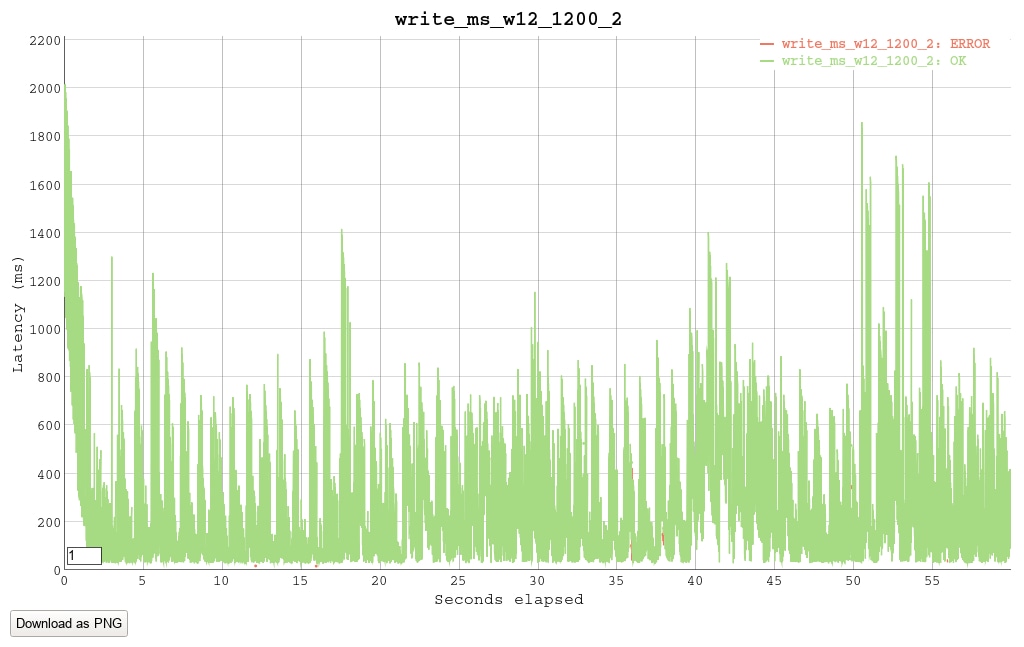 write_ms_w12_1200_2
write_ms_w12_1200_2: ERROR
write_ms_w12_1200_2: OK
2200
2000
1800
1600
1400
1200
1000
800
600
400
200
0
Latency (ms)
1
0 5 10 15 20 25 30 35 40 45 50 55
Seconds elapsed
Download as PNG